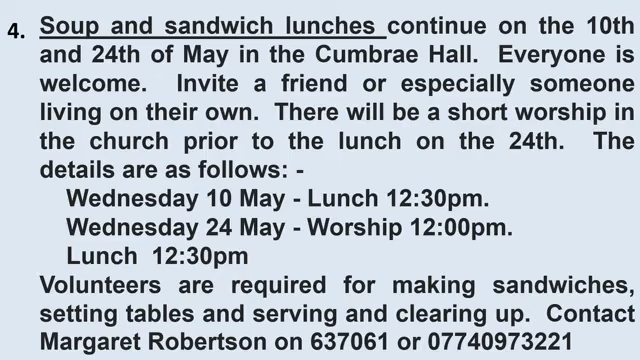 4. Soup and sandwich lunches continue on the 10th
and 24th of May in the Cumbrae Hall. Everyone is
welcome. Invite a friend or especially someone
living on their own. There will be a short worship in
the church prior to the lunch on the 24th. The
details are as follows: -
Wednesday 10 May - Lunch 12:30pm.
Wednesday 24 May - Worship 12:00pm.
Lunch 12:30pm
Volunteers are required for making sandwiches,
setting tables and serving and clearing up. Contact
Margaret Robertson on 637061 or 07740973221